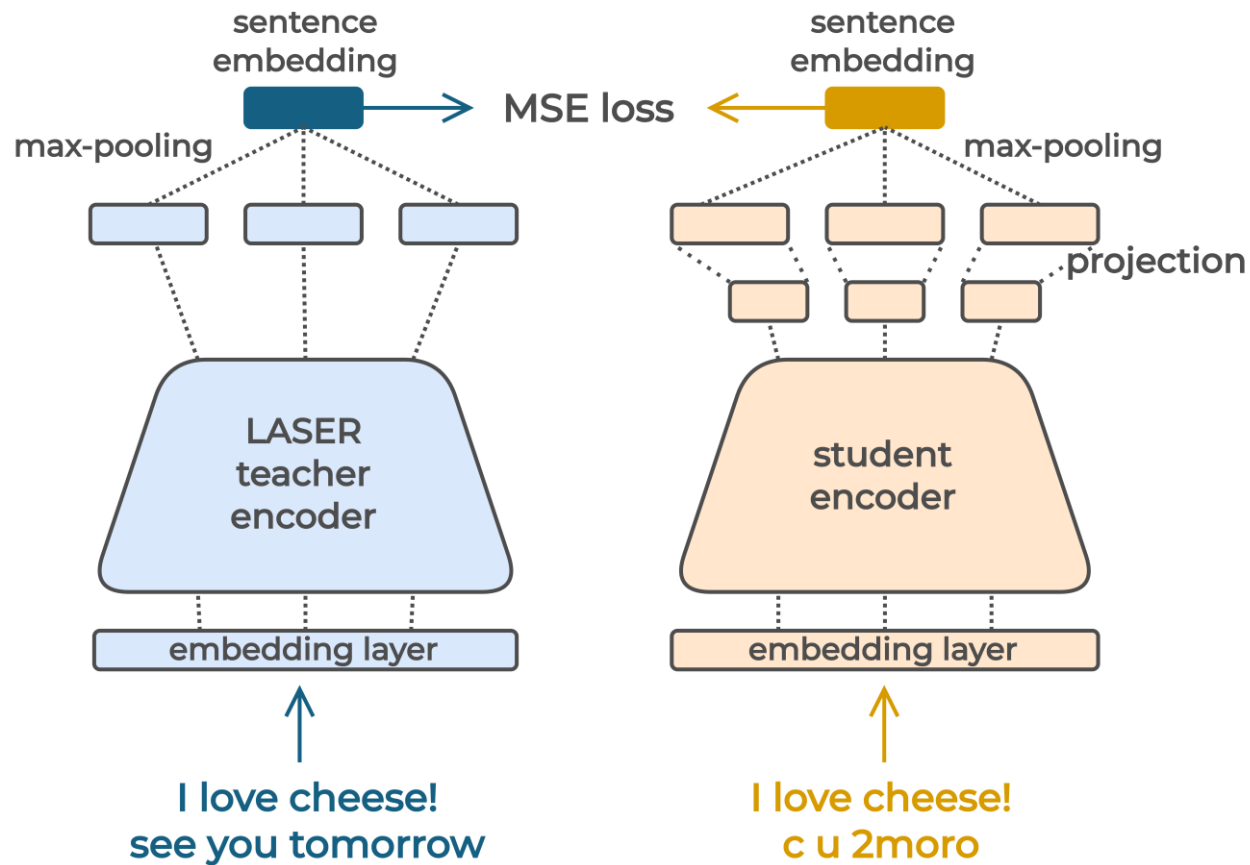 sentence
embedding
sentence
embedding
MSE loss
max-pooling
max-pooling
projection
LASER
teacher
encoder
student
encoder
embedding layer
embedding layer
I love cheese!
see you tomorrow
I love cheese!
c u 2moro